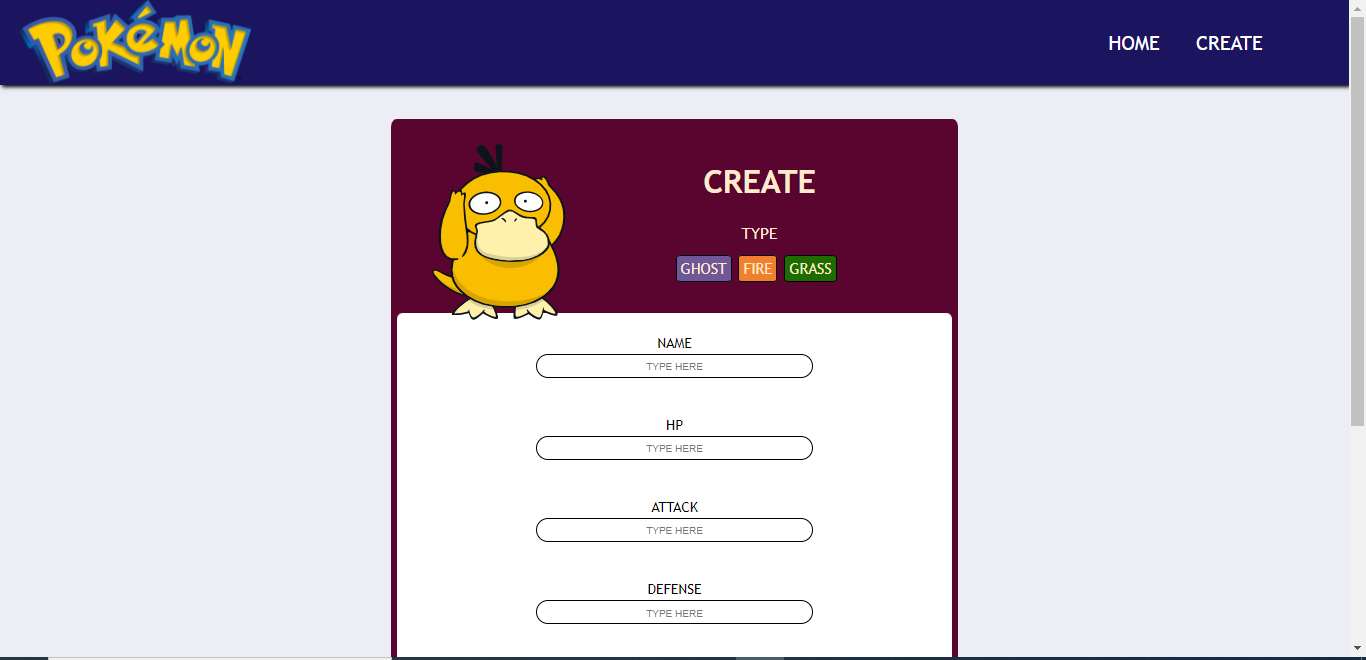 POKéMON
HOME
CREATE
CREATE
TYPE
GHOST FIRE GRASS
NAME
TYPE HERE
HP
TYPE HERE
ATTACK
TYPE HERE
DEFENSE
TYPE HERE